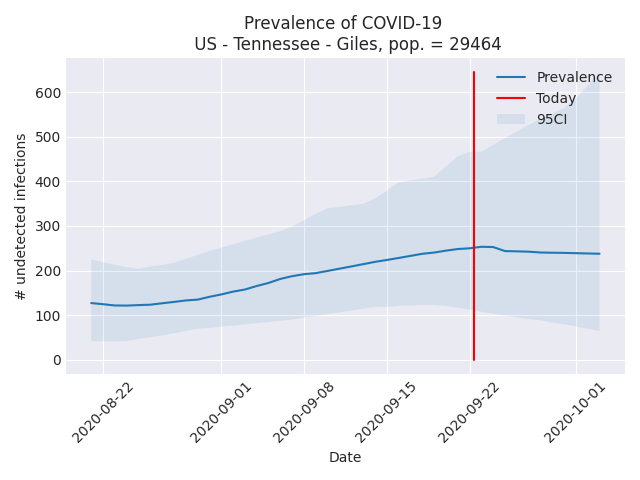 Prevalence of COVID-19
US - Tennessee - Giles, pop. = 29464
Prevalence
Today
95CI
# undetected infections
600
500
400
300
200
100
0
2020-08-22
2020-09-01
2020-09-08
2020-09-15
2020-09-22
2020-10-01
Date